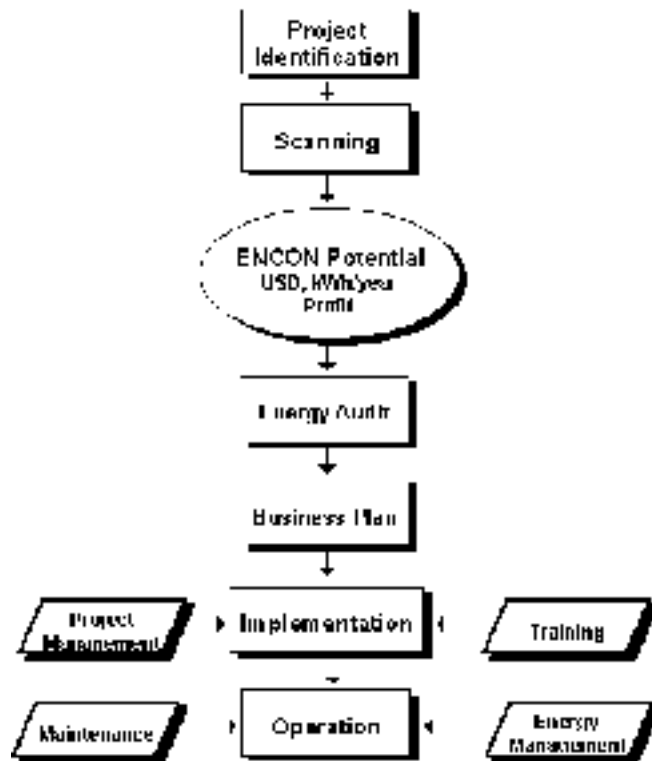 Project
Identification
Scanning
ENCON Potential
USD, kWh/year
Profit
Energy Audit
Business Plan
Project
Management
Implementation
Training
Maintenance
Operation
Energy
Management